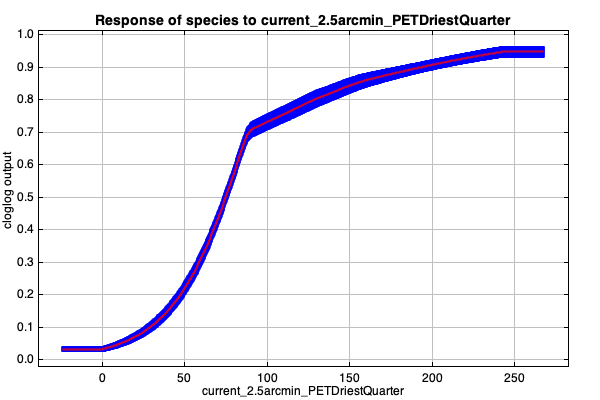 Response of species to current_2.5arcmin_PETDriestQuarter
1.0
0.9
0.8
0.7
0.6
0.5
0.4
0.3
0.2
0.1
0.0
cloglog output
0 50 100 150 200 250
current_2.5arcmin_PETDriestQuarter